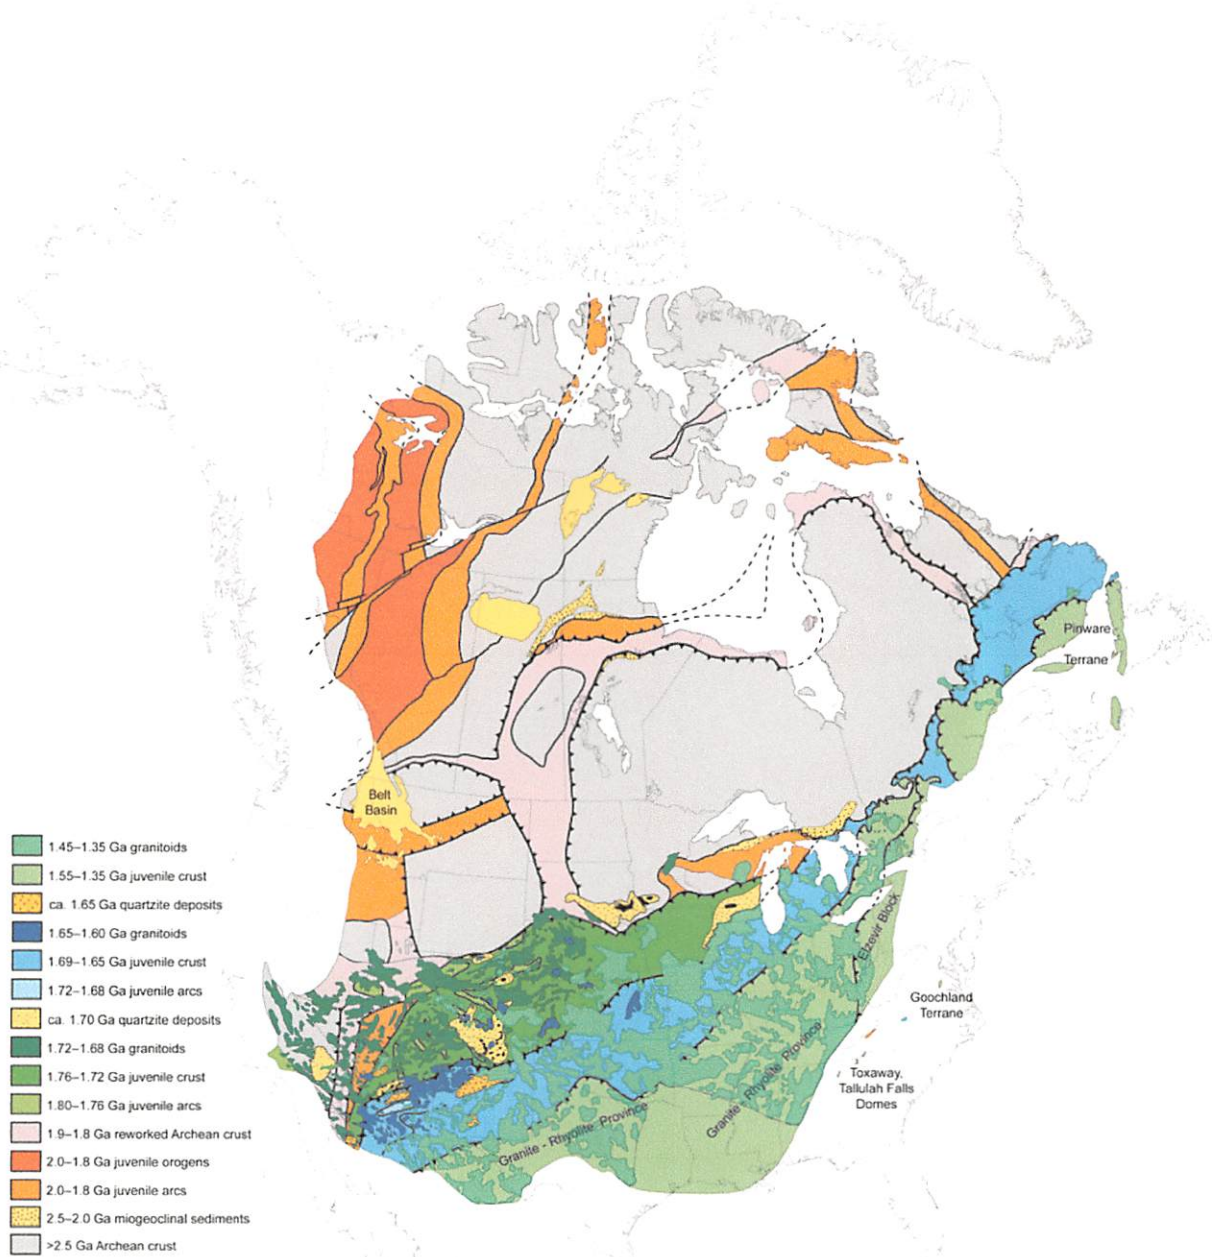 Belt
Basin
Pinware
Terrane
Elzevir Block
Goochland
Terrane
Toxaway,
Tallulah Falls
Domes
Granite - Rhyolite Province
Granite - Rhyolite Province
1.45–1.35 Ga granitoids
1.55–1.35 Ga juvenile crust
ca. 1.65 Ga quartzite deposits
1.65–1.60 Ga granitoids
1.69–1.65 Ga juvenile crust
1.72–1.68 Ga juvenile arcs
ca. 1.70 Ga quartzite deposits
1.72–1.68 Ga granitoids
1.76–1.72 Ga juvenile crust
1.80–1.76 Ga juvenile arcs
1.9–1.8 Ga reworked Archean crust
2.0–1.8 Ga juvenile orogens
2.0–1.8 Ga juvenile arcs
2.5–2.0 Ga miogeoclinal sediments
>2.5 Ga Archean crust